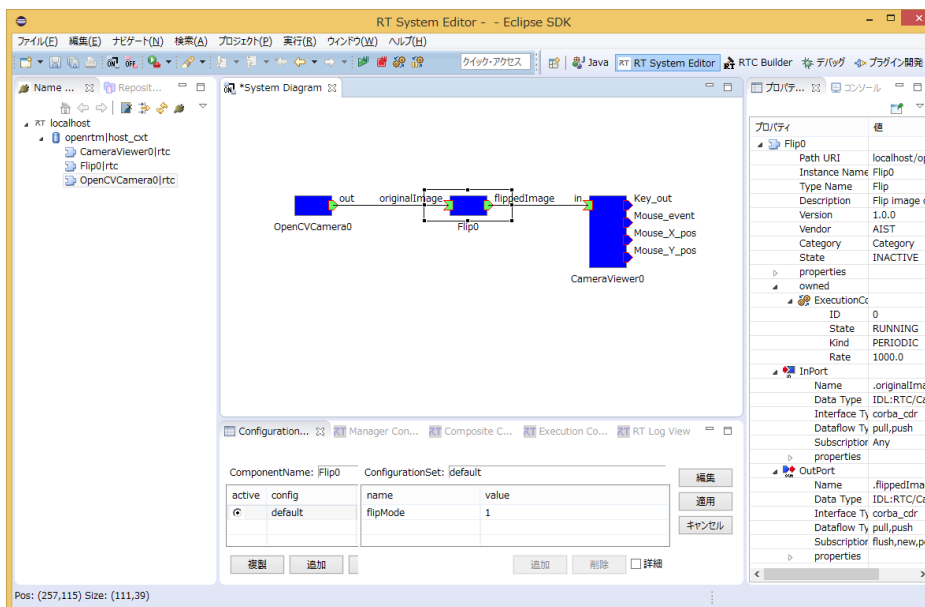 RT System Editor - - Eclipse SDK
ファイル(F) 編集(E) ナビゲート(N) 検索(A) プロジェクト(P) 実行(R) ウィンドウ(W) ヘルプ(H)
クイック・アクセス Java RT RT System Editor RTC Builder デバッグ プラグイン開発
Name ... Reposit...
RT localhost
openrtm|host_cxt
CameraViewer0|rtc
Flip0|rtc
OpenCVCamera0|rtc
*System Diagram
out originalImage flippedImage in Key_out
Mouse_event
Mouse_X_pos
Mouse_Y_pos
OpenCVCamera0 Flip0
CameraViewer0
Configuration... RT Manager Con... RT Composite C... RT Execution Co... RT RT Log View
ComponentName: Flip0 ConfigurationSet: default
編集
適用
キャンセル
active config name value
default flipMode 1
複製 追加 追加 削除 詳細
プロパテ... コンソール
プロパティ 値
Flip0
Path URI localhost/op
Instance Name Flip0
Type Name Flip
Description Flip image c
Version 1.0.0
Vendor AIST
Category Category
State INACTIVE
properties
owned
ExecutionCo
ID 0
State RUNNING
Kind PERIODIC
Rate 1000.0
InPort
Name .originalIma
Data Type IDL:RTC/Ca
Interface Ty corba_cdr
Dataflow Ty pull,push
Subscription Any
properties
OutPort
Name .flippedIma
Data Type IDL:RTC/Ca
Interface Ty corba_cdr
Dataflow Ty pull,push
Subscription flush,new,pe
properties
Pos: (257,115) Size: (111,39)